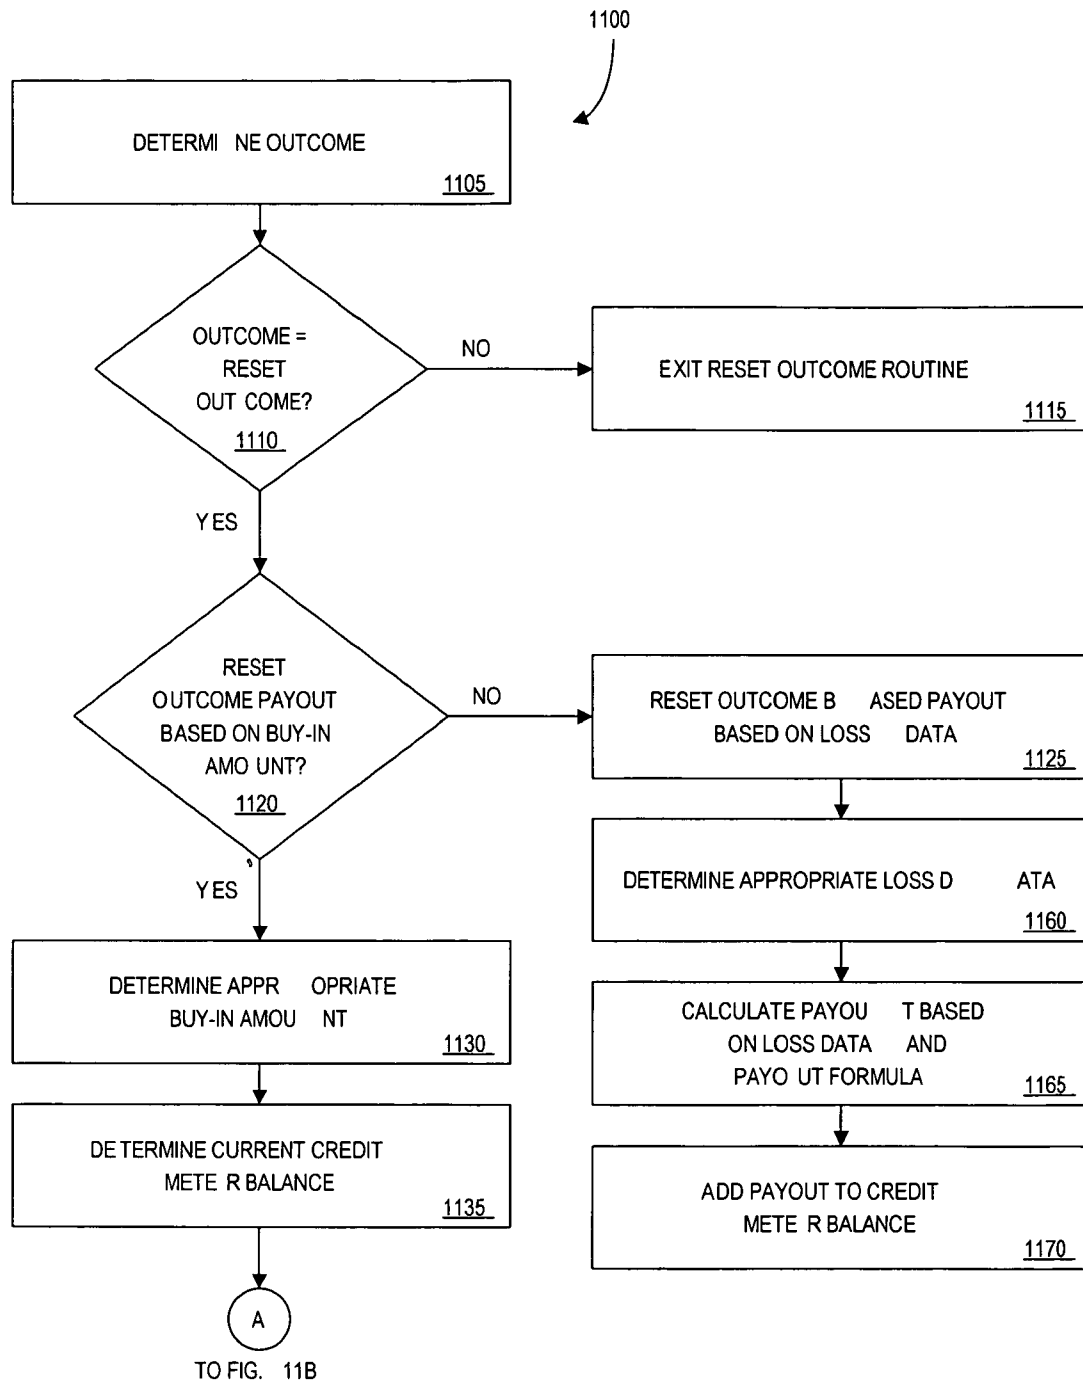 1100
DETERMI NE OUTCOME
1105
OUTCOME =
RESET
OUT COME?
1110
NO
EXIT RESET OUTCOME ROUTINE
1115
YES
RESET
OUTCOME PAYOUT
BASED ON BUY-IN
AMO UNT?
1120
NO
RESET OUTCOME B ASED PAYOUT
BASED ON LOSS DATA
1125
YES
DETERMINE APPROPRIATE LOSS D ATA
1160
DETERMINE APPR OPRIATE
BUY-IN AMOU NT
1130
CALCULATE PAYOU T BASED
ON LOSS DATA AND
PAYO UT FORMULA
1165
DE TERMINE CURRENT CREDIT
METE R BALANCE
1135
ADD PAYOUT TO CREDIT
METE R BALANCE
1170
A
TO FIG. 11B